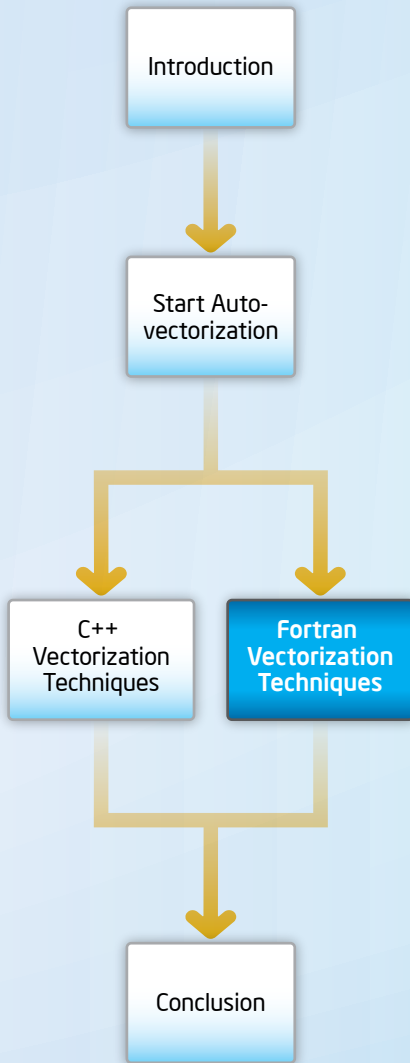 Introduction
Start Auto-
vectorization
C++
Vectorization
Techniques
Fortran
Vectorization
Techniques
Conclusion